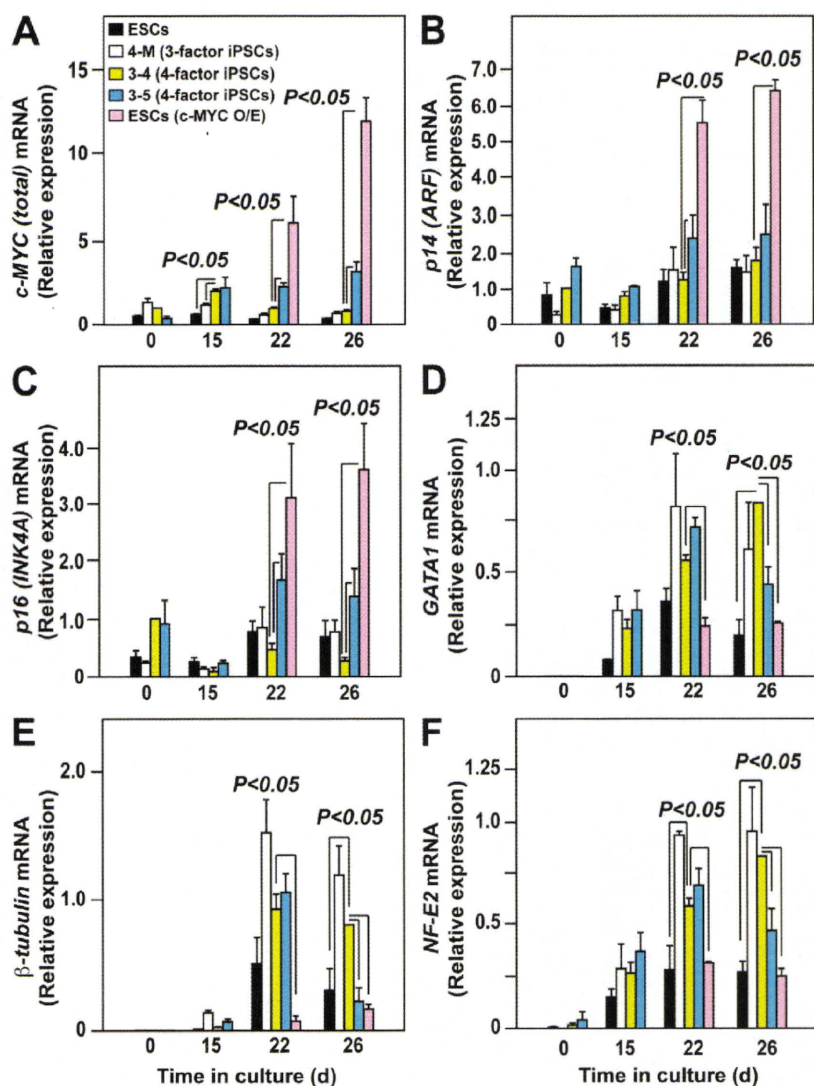 A
ESCs
4-M (3-factor iPSCs)
3-4 (4-factor iPSCs)
3-5 (4-factor iPSCs)
ESCs (c-MYC O/E)
c-MYC (total) mRNA
(Relative expression)
15
10
5
0
P<0.05
P<0.05
P<0.05
0 15 22 26
B
p14 (ARF) mRNA
(Relative expression)
7.0
6.0
5.0
4.0
3.0
2.0
1.0
0
P<0.05
P<0.05
0 15 22 26
C
p16 (INK4A) mRNA
(Relative expression)
4.0
3.0
2.0
1.0
0
P<0.05
P<0.05
0 15 22 26
D
GATA1 mRNA
(Relative expression)
1.25
1.0
0.5
0.25
0
P<0.05
P<0.05
0 15 22 26
E
β-tubulin mRNA
(Relative expression)
2.0
1.0
0
P<0.05
P<0.05
0 15 22 26
Time in culture (d)
F
NF-E2 mRNA
(Relative expression)
1.25
1.0
0.5
0.25
0
P<0.05
P<0.05
0 15 22 26
Time in culture (d)